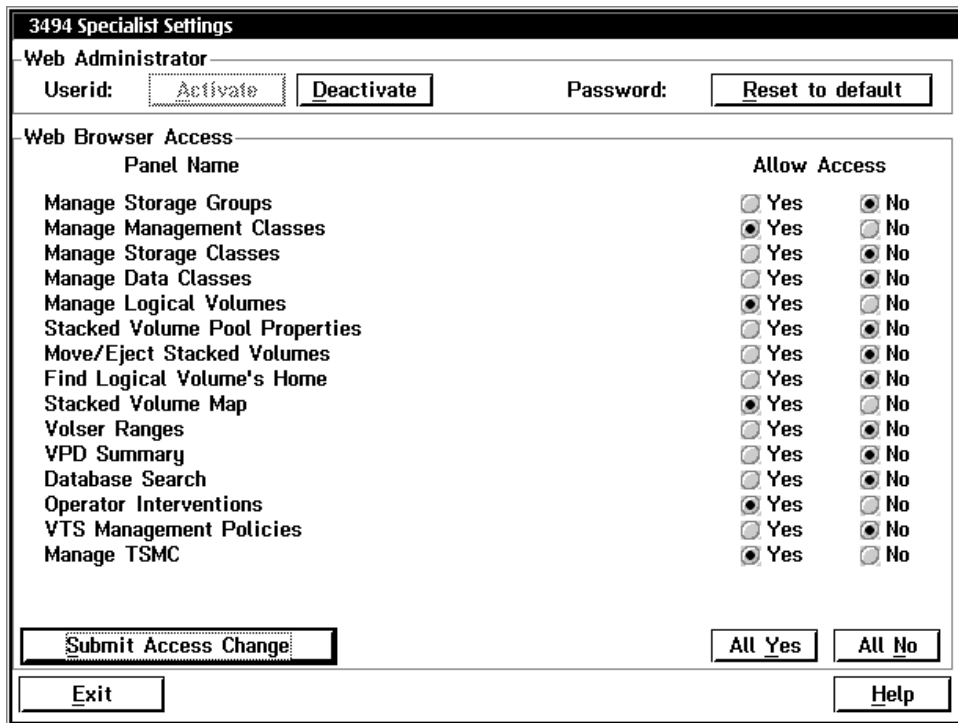 3494 Specialist Settings
Web Administrator
Userid: Activate Deactivate Password: Reset to default
Web Browser Access
Panel Name Allow Access
Manage Storage Groups Yes No
Manage Management Classes Yes No
Manage Storage Classes Yes No
Manage Data Classes Yes No
Manage Logical Volumes Yes No
Stacked Volume Pool Properties Yes No
Move/Eject Stacked Volumes Yes No
Find Logical Volume's Home Yes No
Stacked Volume Map Yes No
Volser Ranges Yes No
VPD Summary Yes No
Database Search Yes No
Operator Interventions Yes No
VTS Management Policies Yes No
Manage TSMC Yes No
Submit Access Change All Yes All No
Exit Help